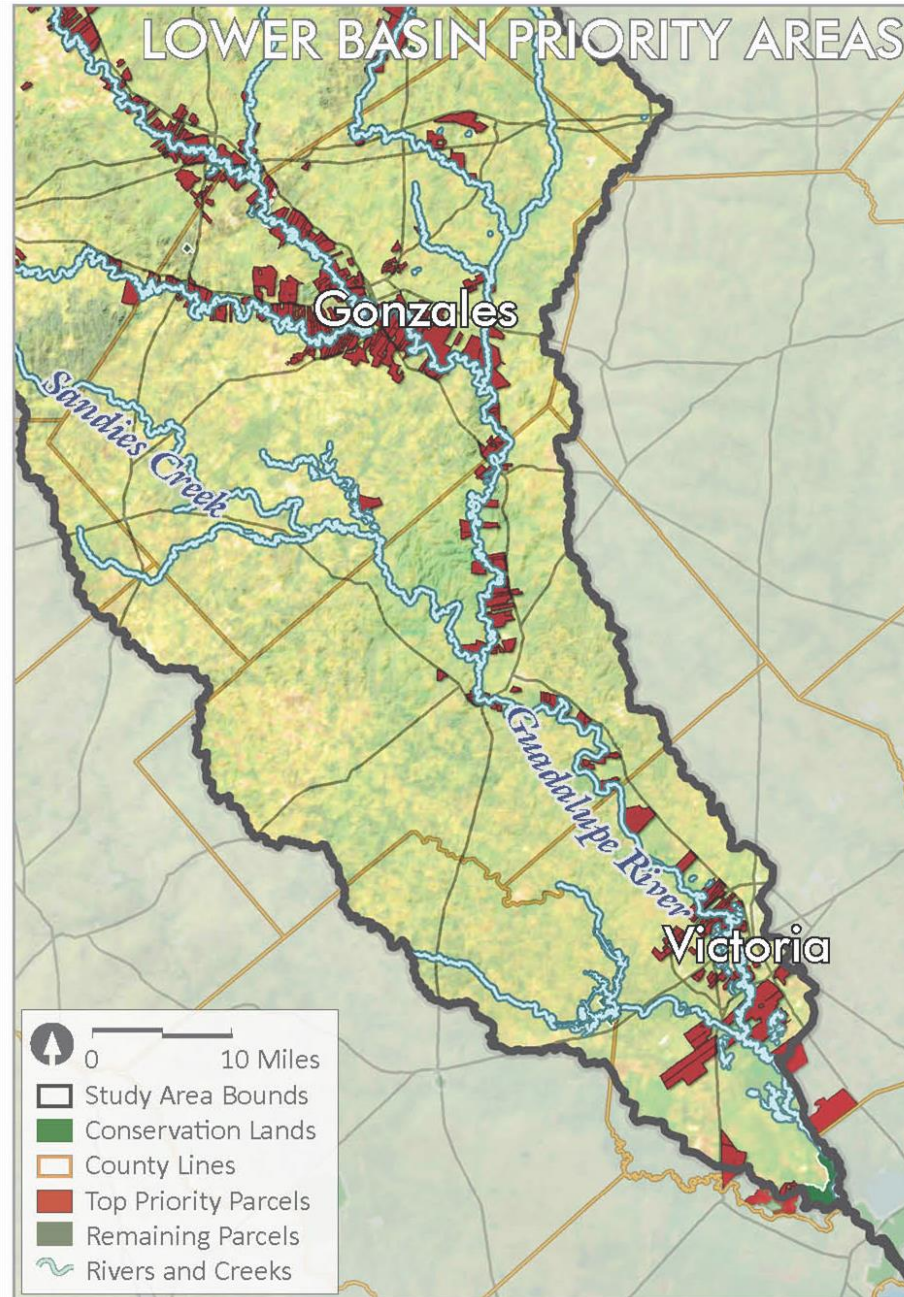 LOWER BASIN PRIORITY AREAS
Gonzales
Sandies Creek
Guadalupe River
Victoria
0 10 Miles
Study Area Bounds
Conservation Lands
County Lines
Top Priority Parcels
Remaining Parcels
Rivers and Creeks